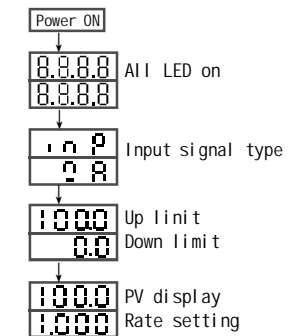 Power ON
8.8.8.8 All LED on
8.8.8.8
inP Input signal type
2A
100.0 Up linit
0.0 Down limit
100.0 PV display
1.000 Rate setting